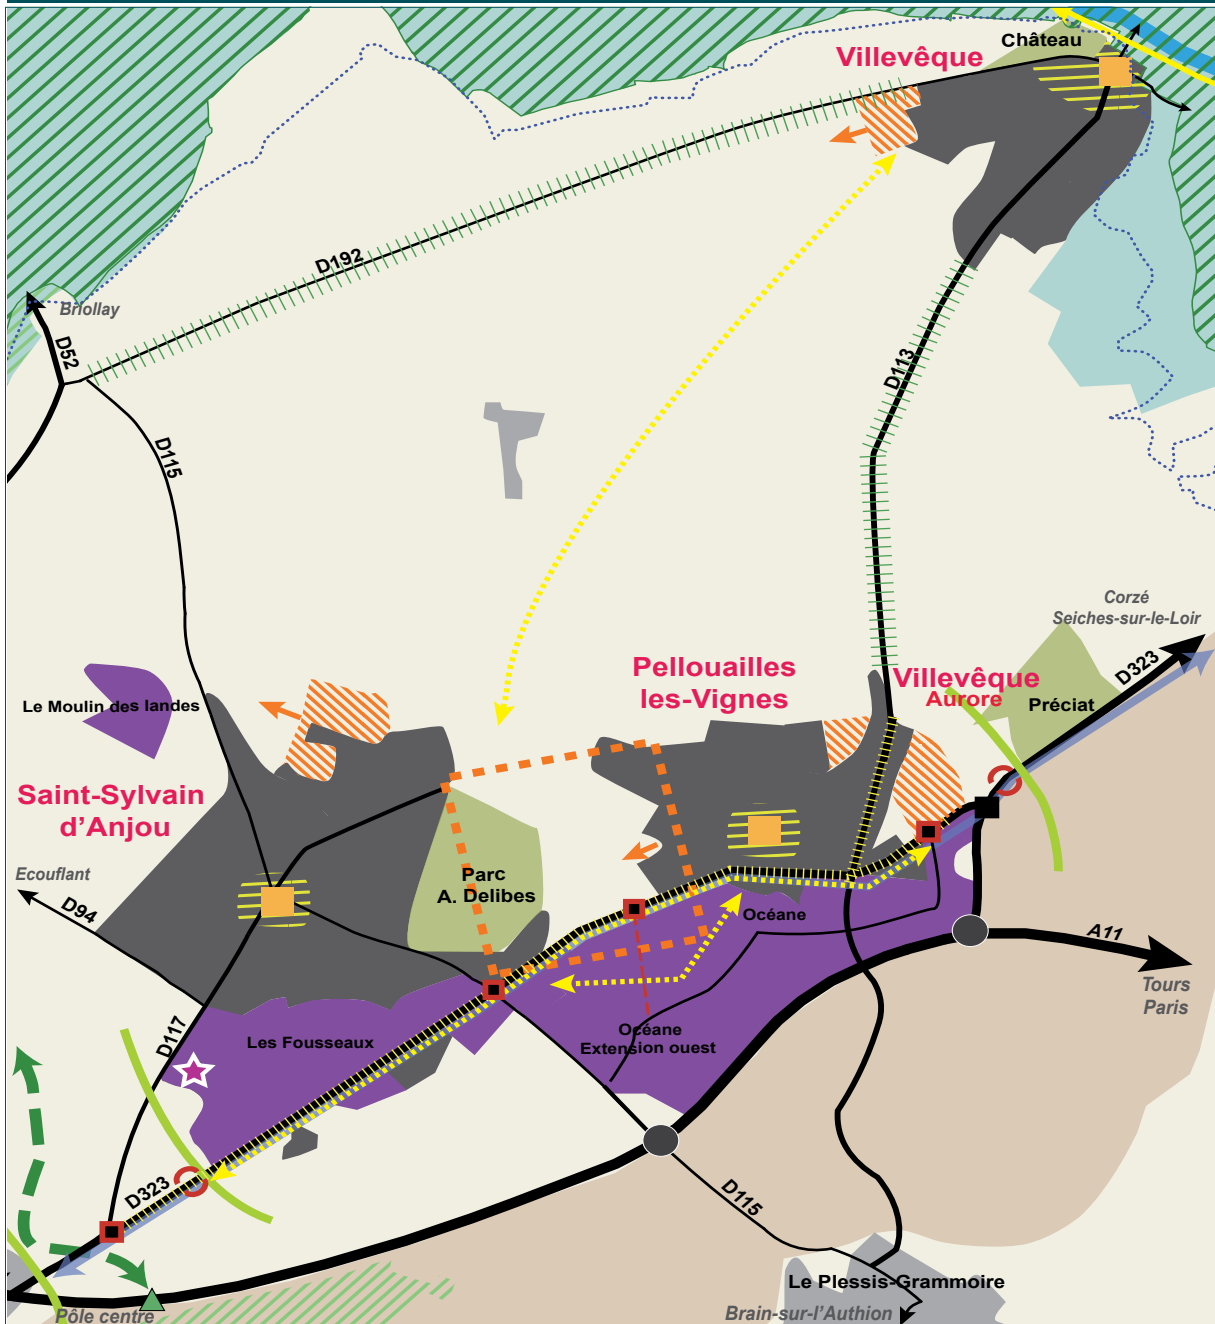 Château
Villevêque
D192
Briollay
D52
D113
D115
Corzé
Seiches-sur-le-Loir
Pellouailles
les-Vignes
Villevêque
Aurore
D323
Préciat
Le Moulin des landes
Saint-Sylvain
d'Anjou
Ecouflant
D94
Parc
A. Delibes
Océane
A11
Tours
Paris
D117
Les Fousseaux
Océane
Extension ouest
D323
D115
Le Plessis-Grammoire
Pôle centre
Brain-sur-l'Authion